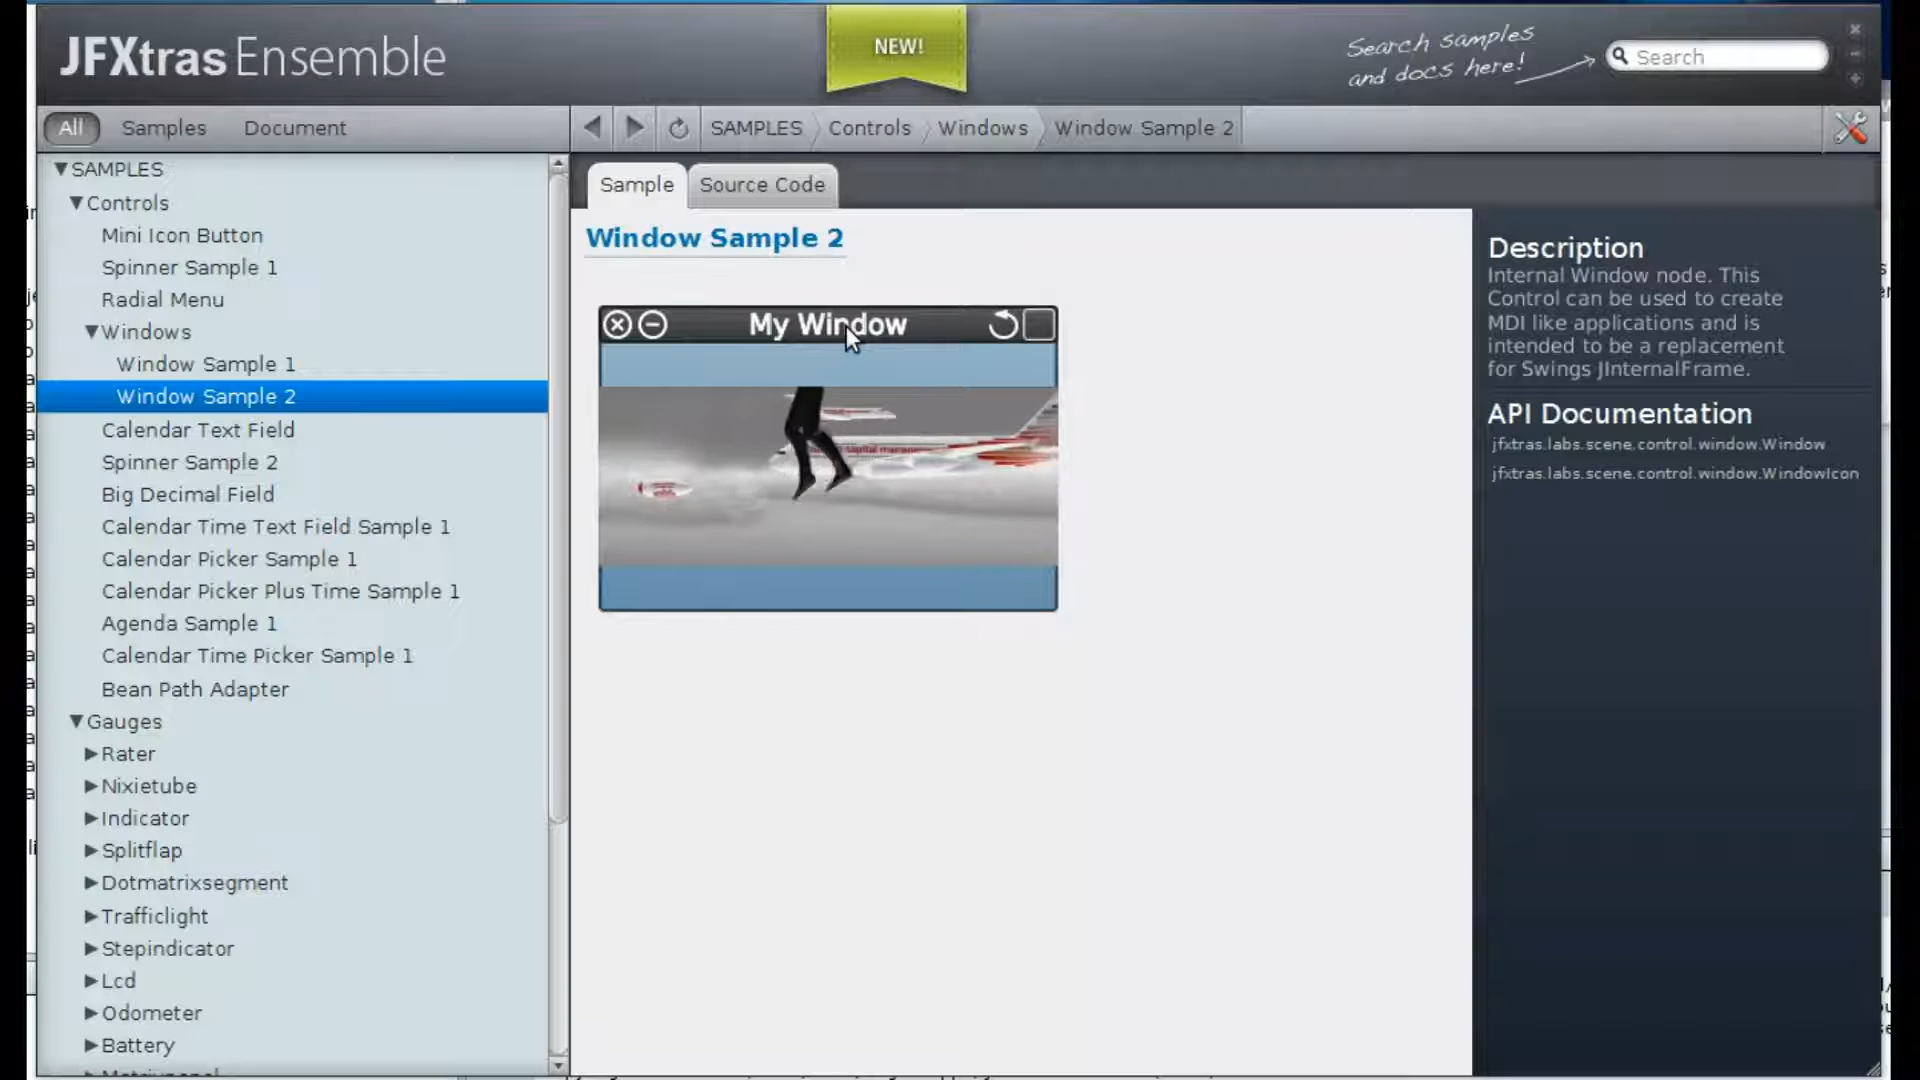 JFXtras Ensemble
NEW!
Search samples
and docs here!
Search
All
Samples
Document
SAMPLES
Controls
Windows
Window Sample 2
SAMPLES
Controls
Mini Icon Button
Spinner Sample 1
Radial Menu
Windows
Window Sample 1
Window Sample 2
Calendar Text Field
Spinner Sample 2
Big Decimal Field
Calendar Time Text Field Sample 1
Calendar Picker Sample 1
Calendar Picker Plus Time Sample 1
Agenda Sample 1
Calendar Time Picker Sample 1
Bean Path Adapter
Gauges
Rater
Nixietube
Indicator
Splitflap
Dotmatrixsegment
Trafficlight
Stepindicator
Lcd
Odometer
Battery
Sample
Source Code
Window Sample 2
My Window
Description
Internal Window node. This
Control can be used to create
MDI like applications and is
intended to be a replacement
for Swings JInternalFrame.
API Documentation
jfxtras.labs.scene.control.window.Window
jfxtras.labs.scene.control.window.WindowIcon